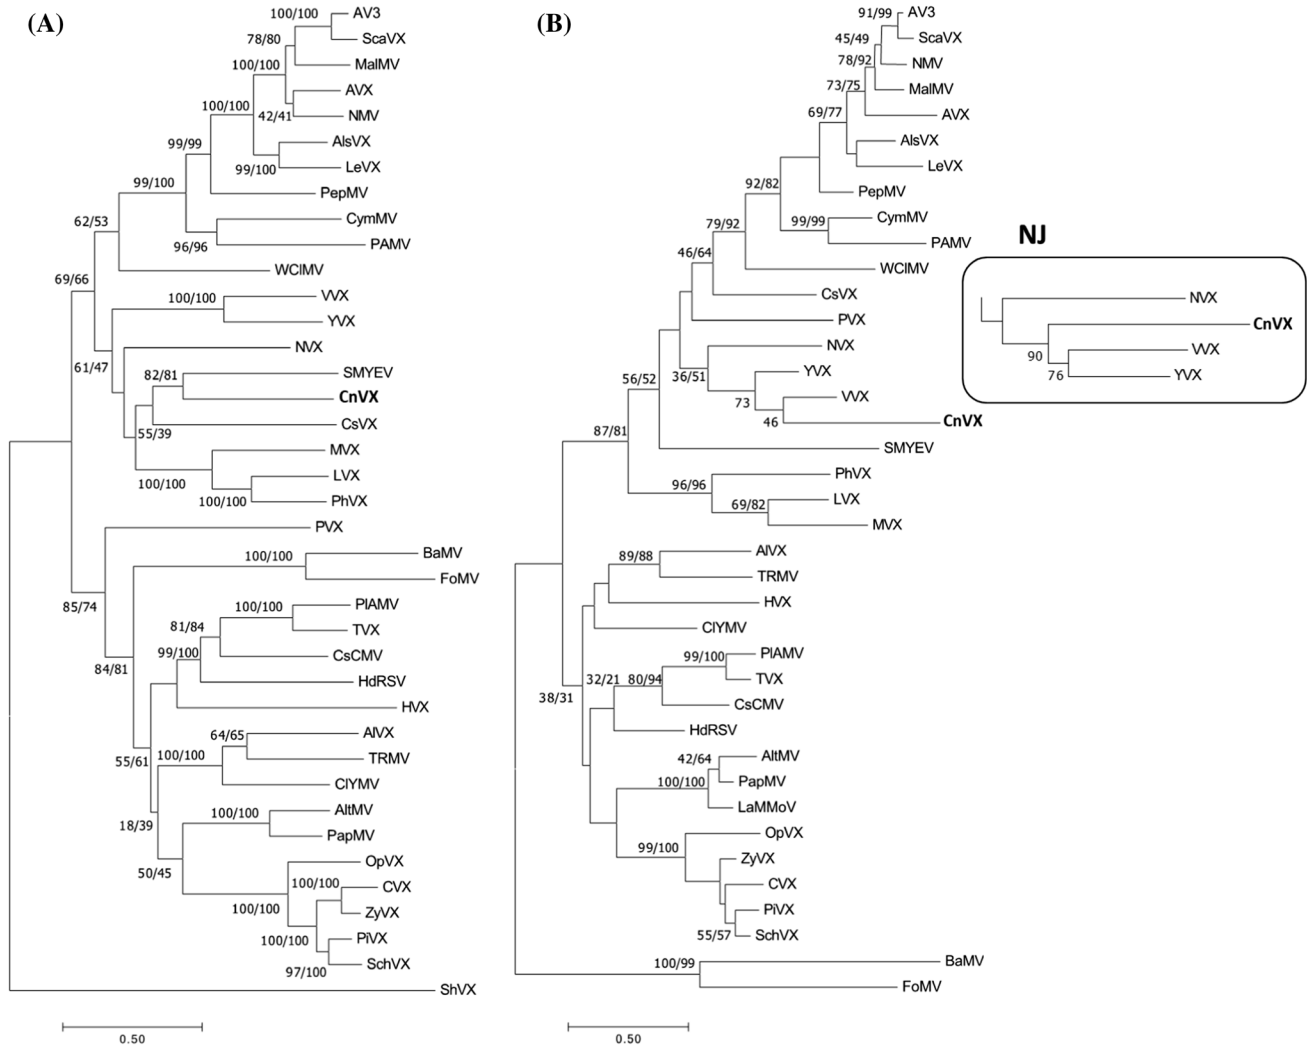 (A)
100/100
AV3
78/80
ScaVX
100/100
MalMV
AVX
100/100
42/41
NMV
99/99
AlsVX
99/100
LeVX
99/100
PepMV
62/53
CymMV
96/96
PAMV
69/66
WClMV
100/100
VVX
YVX
61/47
NVX
82/81
SMYEV
CnVX
55/39
CsVX
MVX
100/100
LVX
100/100
PhVX
PVX
100/100
BaMV
FoMV
85/74
100/100
PlAMV
81/84
TVX
99/100
CsCMV
84/81
HdRSV
HVX
64/65
AlVX
55/61
100/100
TRMV
ClYMV
100/100
AltMV
18/39
PapMV
50/45
OpVX
100/100
CVX
100/100
ZyVX
100/100
PiVX
97/100
SchVX
ShVX
0.50
(B)
91/99
AV3
45/49
ScaVX
78/92
NMV
73/75
MalMV
69/77
AVX
AlsVX
LeVX
92/82
PepMV
79/92
99/99
CymMV
PAMV
46/64
WClMV
CsVX
PVX
NVX
56/52
36/51
YVX
73
VVX
46
CnVX
87/81
SMYEV
96/96
PhVX
69/82
LVX
MVX
89/88
AlVX
TRMV
HVX
ClYMV
99/100
PlAMV
38/31
32/21
80/94
TVX
CsCMV
HdRSV
42/64
AltMV
100/100
PapMV
LaMMoV
99/100
OpVX
ZyVX
CVX
PiVX
55/57
SchVX
100/99
BaMV
FoMV
0.50
NJ
NVX
CnVX
90
VVX
76
YVX